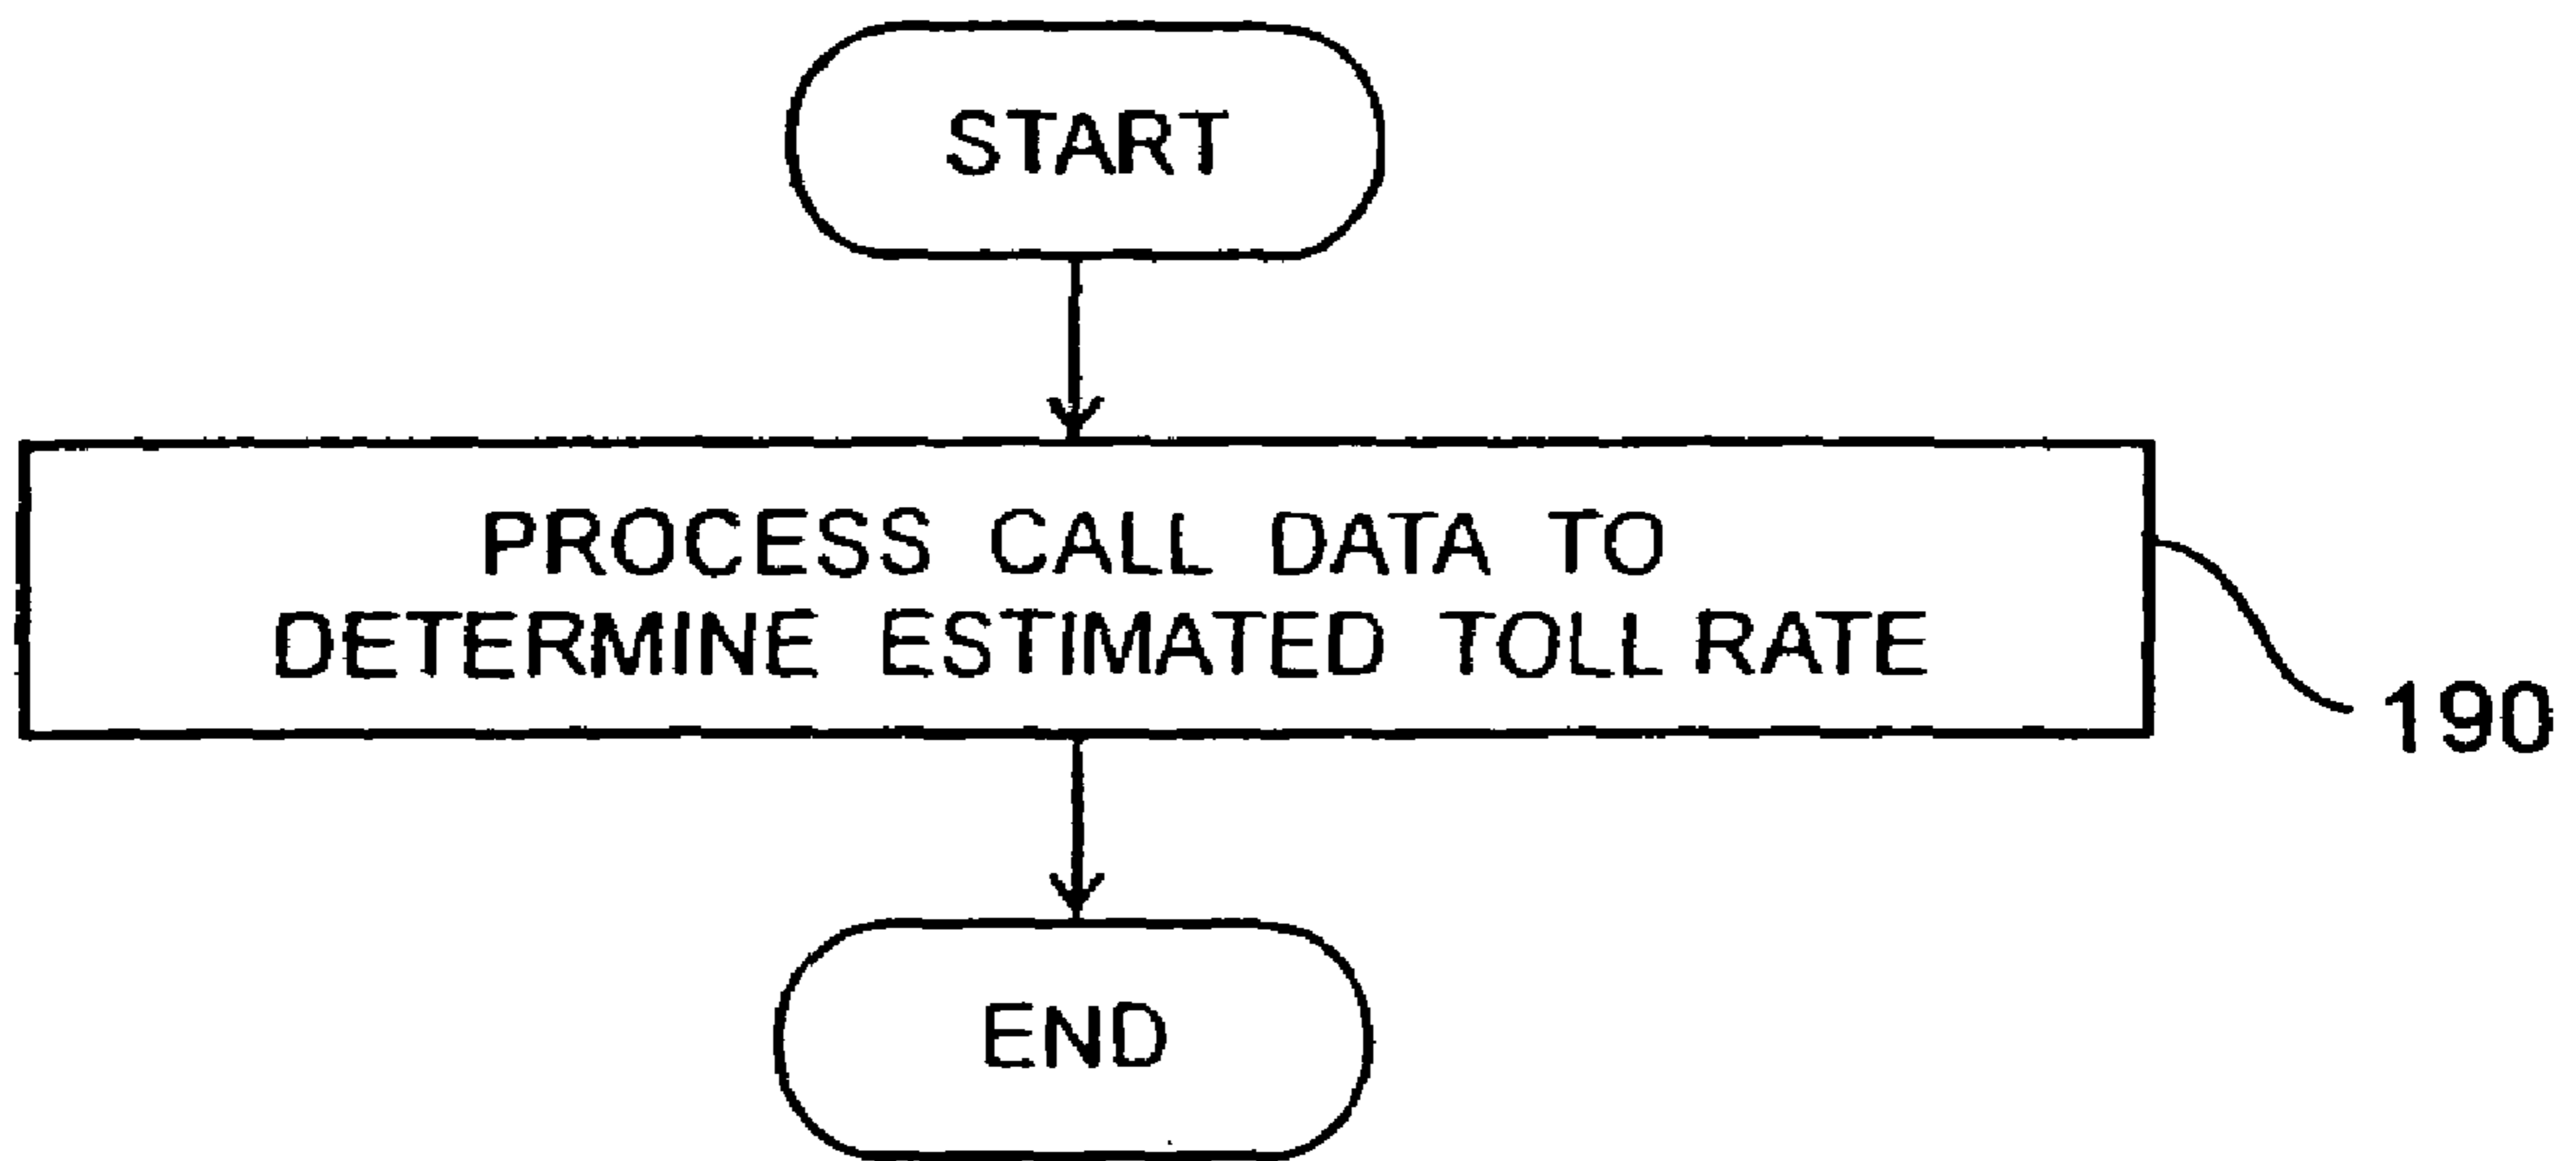 START
PROCESS CALL DATA TO
DETERMINE ESTIMATED TOLL RATE
190
END